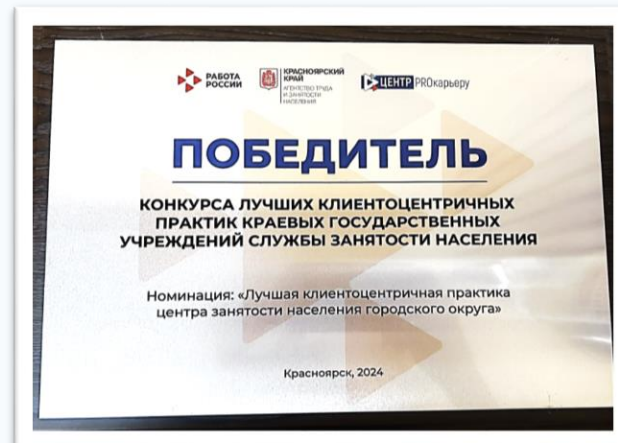 РАБОТА
РОССИИ
КРАСНОЯРСКИЙ
КРАЙ
АГЕНТСТВО ТРУДА
И ЗАНЯТОСТИ
НАСЕЛЕНИЯ
ЦЕНТР PROкарьеру
ПОБЕДИТЕЛЬ
КОНКУРСА ЛУЧШИХ КЛИЕНТОЦЕНТРИЧНЫХ
ПРАКТИК КРАЕВЫХ ГОСУДАРСТВЕННЫХ
УЧРЕЖДЕНИЙ СЛУЖБЫ ЗАНЯТОСТИ НАСЕЛЕНИЯ
Номинация: «Лучшая клиентоцентричная практика
центра занятости населения городского округа»
Красноярск, 2024